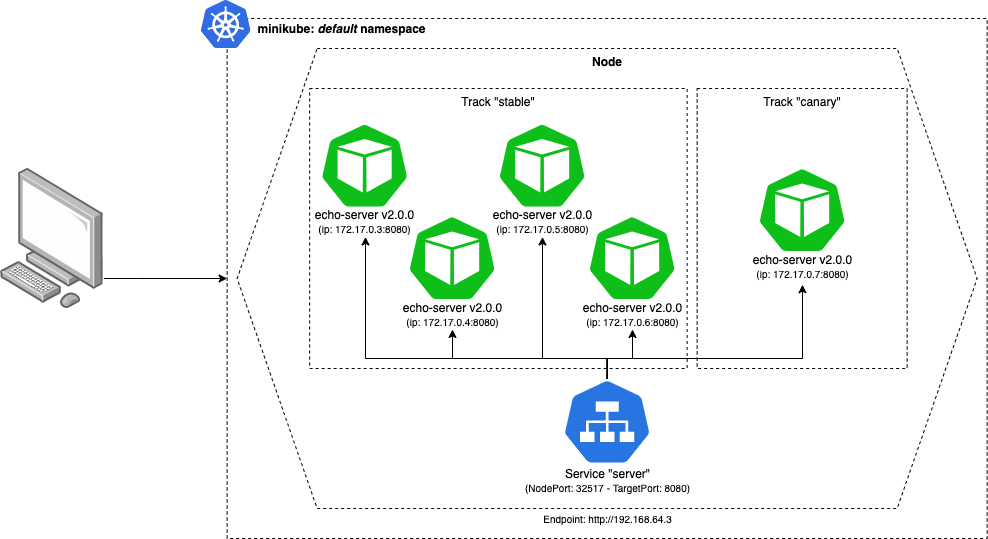 minikube: default namespace
Node
Track "stable"
Track "canary"
echo-server v2.0.0
(ip: 172.17.0.3:8080)
echo-server v2.0.0
(ip: 172.17.0.5:8080)
echo-server v2.0.0
(ip: 172.17.0.7:8080)
echo-server v2.0.0
(ip: 172.17.0.4:8080)
echo-server v2.0.0
(ip: 172.17.0.6:8080)
Service "server"
(NodePort: 32517 - TargetPort: 8080)
Endpoint: http://192.168.64.3